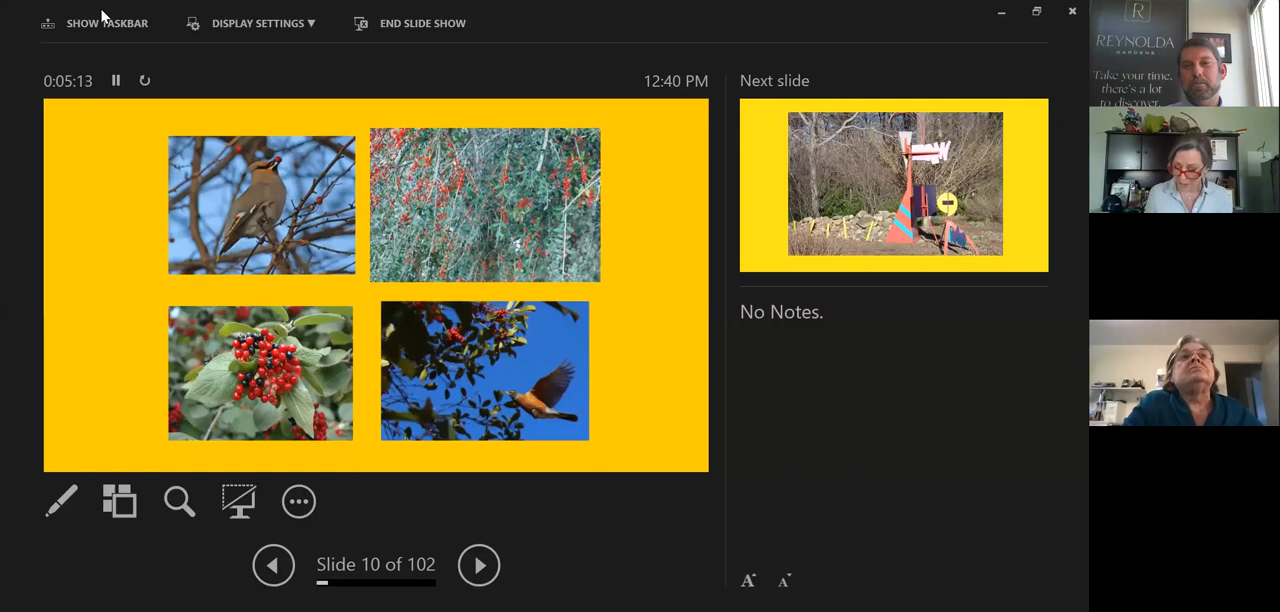 SHOW TASKBAR
DISPLAY SETTINGS ▼
END SLIDE SHOW
0:05:13
12:40 PM
Next slide
No Notes.
Slide 10 of 102
A
A
R
REYNOLDA
GARDENS
Take your time,
there's a lot
to discover.